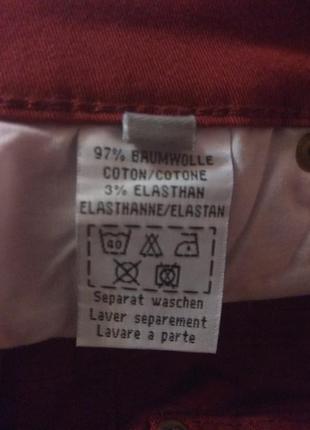 97% BAUMWOLLE
COTON/COTONE
3% ELASTHAN
ELASTHANNE/ELASTAN
40
Separat waschen
Laver separement
Lavare a parte